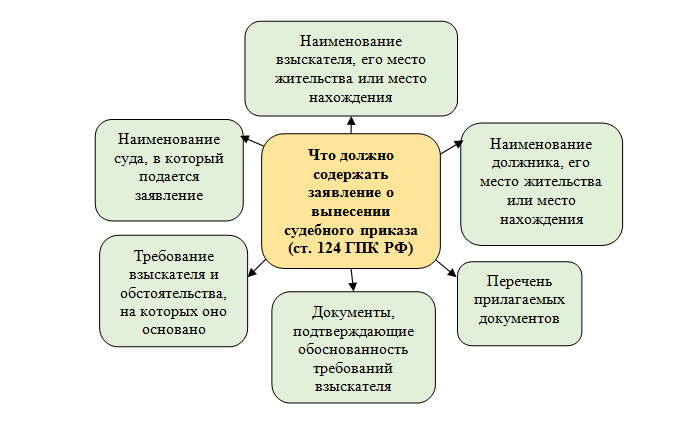 Наименование
взыскателя, его место
жительства или место
нахождения
Наименование
суда, в который
подается
заявление
Что должно
содержать
заявление о
вынесении
судебного приказа
(ст. 124 ГПК РФ)
Наименование
должника, его
место жительства
или место
нахождения
Требование
взыскателя и
обстоятельства,
на которых оно
основано
Документы,
подтверждающие
обоснованность
требований
взыскателя
Перечень
прилагаемых
документов